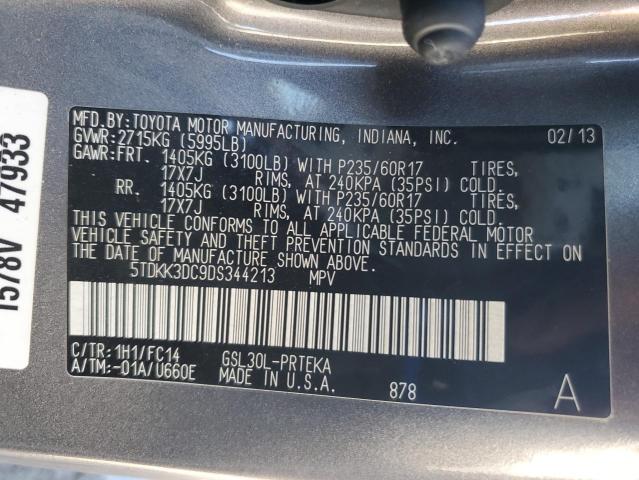 MFD.BY:TOYOTA MOTOR MANUFACTURING, INDIANA, INC. 02/13
GVWR:2715KG (5995LB)
GAWR:FRT. 1405KG (3100LB) WITH P235/60R17 TIRES,
17X7J RIMS, AT 240KPA (35PSI) COLD.
RR. 1405KG (3100LB) WITH P235/60R17 TIRES,
17X7J RIMS, AT 240KPA (35PSI) COLD.
THIS VEHICLE CONFORMS TO ALL APPLICABLE FEDERAL MOTOR
VEHICLE SAFETY AND THEFT PREVENTION STANDARDS IN EFFECT ON
THE DATE OF MANUFACTURE SHOWN ABOVE.
5TDKK3DC9DS344213 MPV
C/TR:1H1/FC14 GSL30L-PRTEKA
A/TM:-01A/U660E MADE IN U.S.A. 878 A
1578V 47933